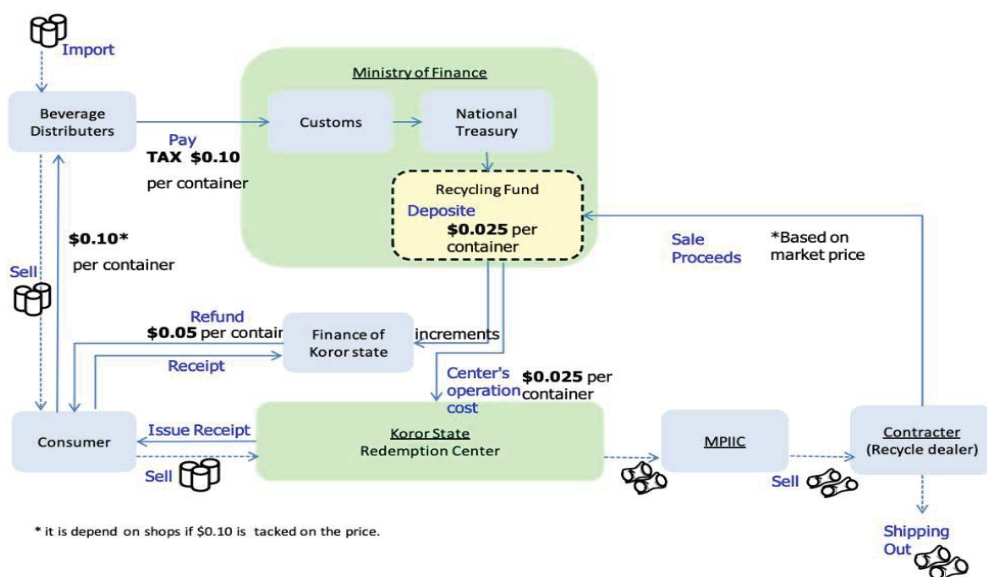 Import
Ministry of Finance
Beverage
Distributers
Customs
National
Treasury
Pay
TAX $0.10
per container
Recycling Fund
Deposite
$0.025 per
container
$0.10*
per container
Sale
Proceeds
*Based on
market price
Sell
Refund
$0.05 per contain
Finance of
Koror state
increments
Receipt
Center's
operation
cost
$0.025 per
container
Consumer
Issue Receipt
Sell
Koror State
Redemption Center
MPIIC
Sell
Contracter
(Recycle dealer)
Shipping
Out
* it is depend on shops if $0.10 is tacked on the price.